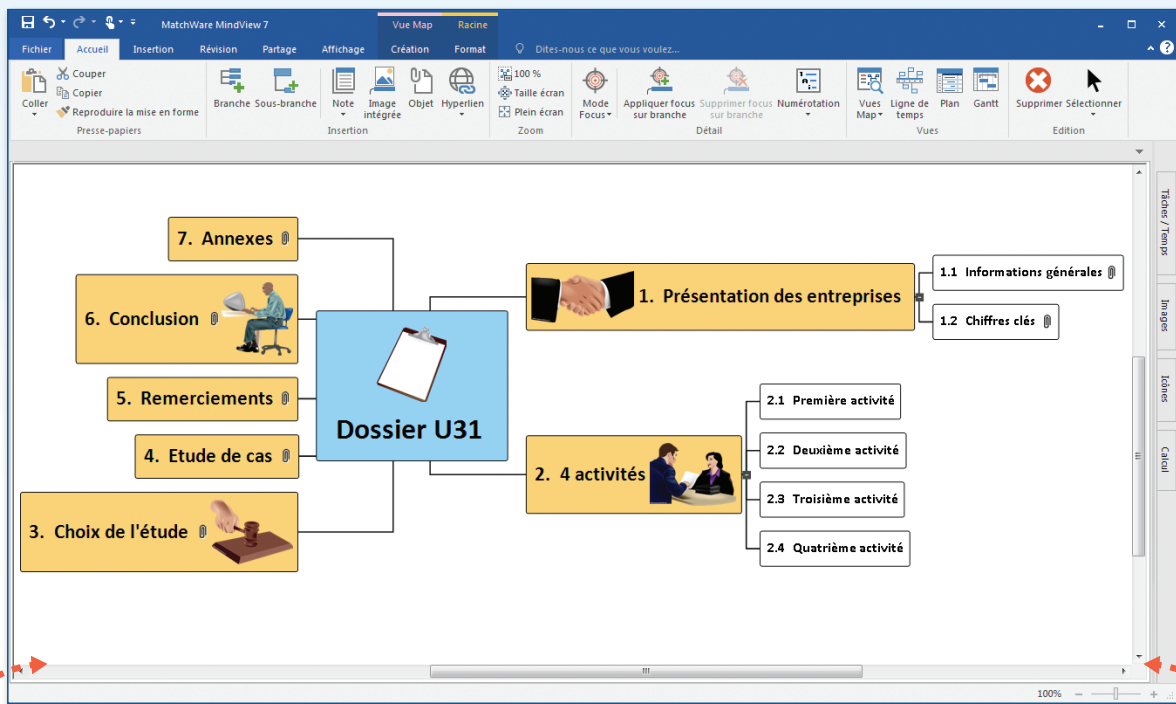 MatchWare MindView 7
Vue Map
Racine
Fichier
Accueil
Insertion
Révision
Partage
Affichage
Création
Format
Dites-nous ce que vous voulez...
Coller
Couper
Copier
Reproduire la mise en forme
Presse-papiers
Branche
Sous-branche
Note
Image
intégrée
Objet
Hyperlien
Insertion
100 %
Taille écran
Plein écran
Zoom
Mode
Focus
Appliquer focus
sur branche
Supprimer focus
sur branche
Numérotation
Détail
Vues
Map
Ligne de
temps
Plan
Gantt
Vues
Supprimer
Sélectionner
Edition
Tâches / Temps
Images
Icônes
Calcul
Dossier U31
1. Présentation des entreprises
1.1 Informations générales
1.2 Chiffres clés
2. 4 activités
2.1 Première activité
2.2 Deuxième activité
2.3 Troisième activité
2.4 Quatrième activité
7. Annexes
6. Conclusion
5. Remerciements
4. Etude de cas
3. Choix de l'étude
100%